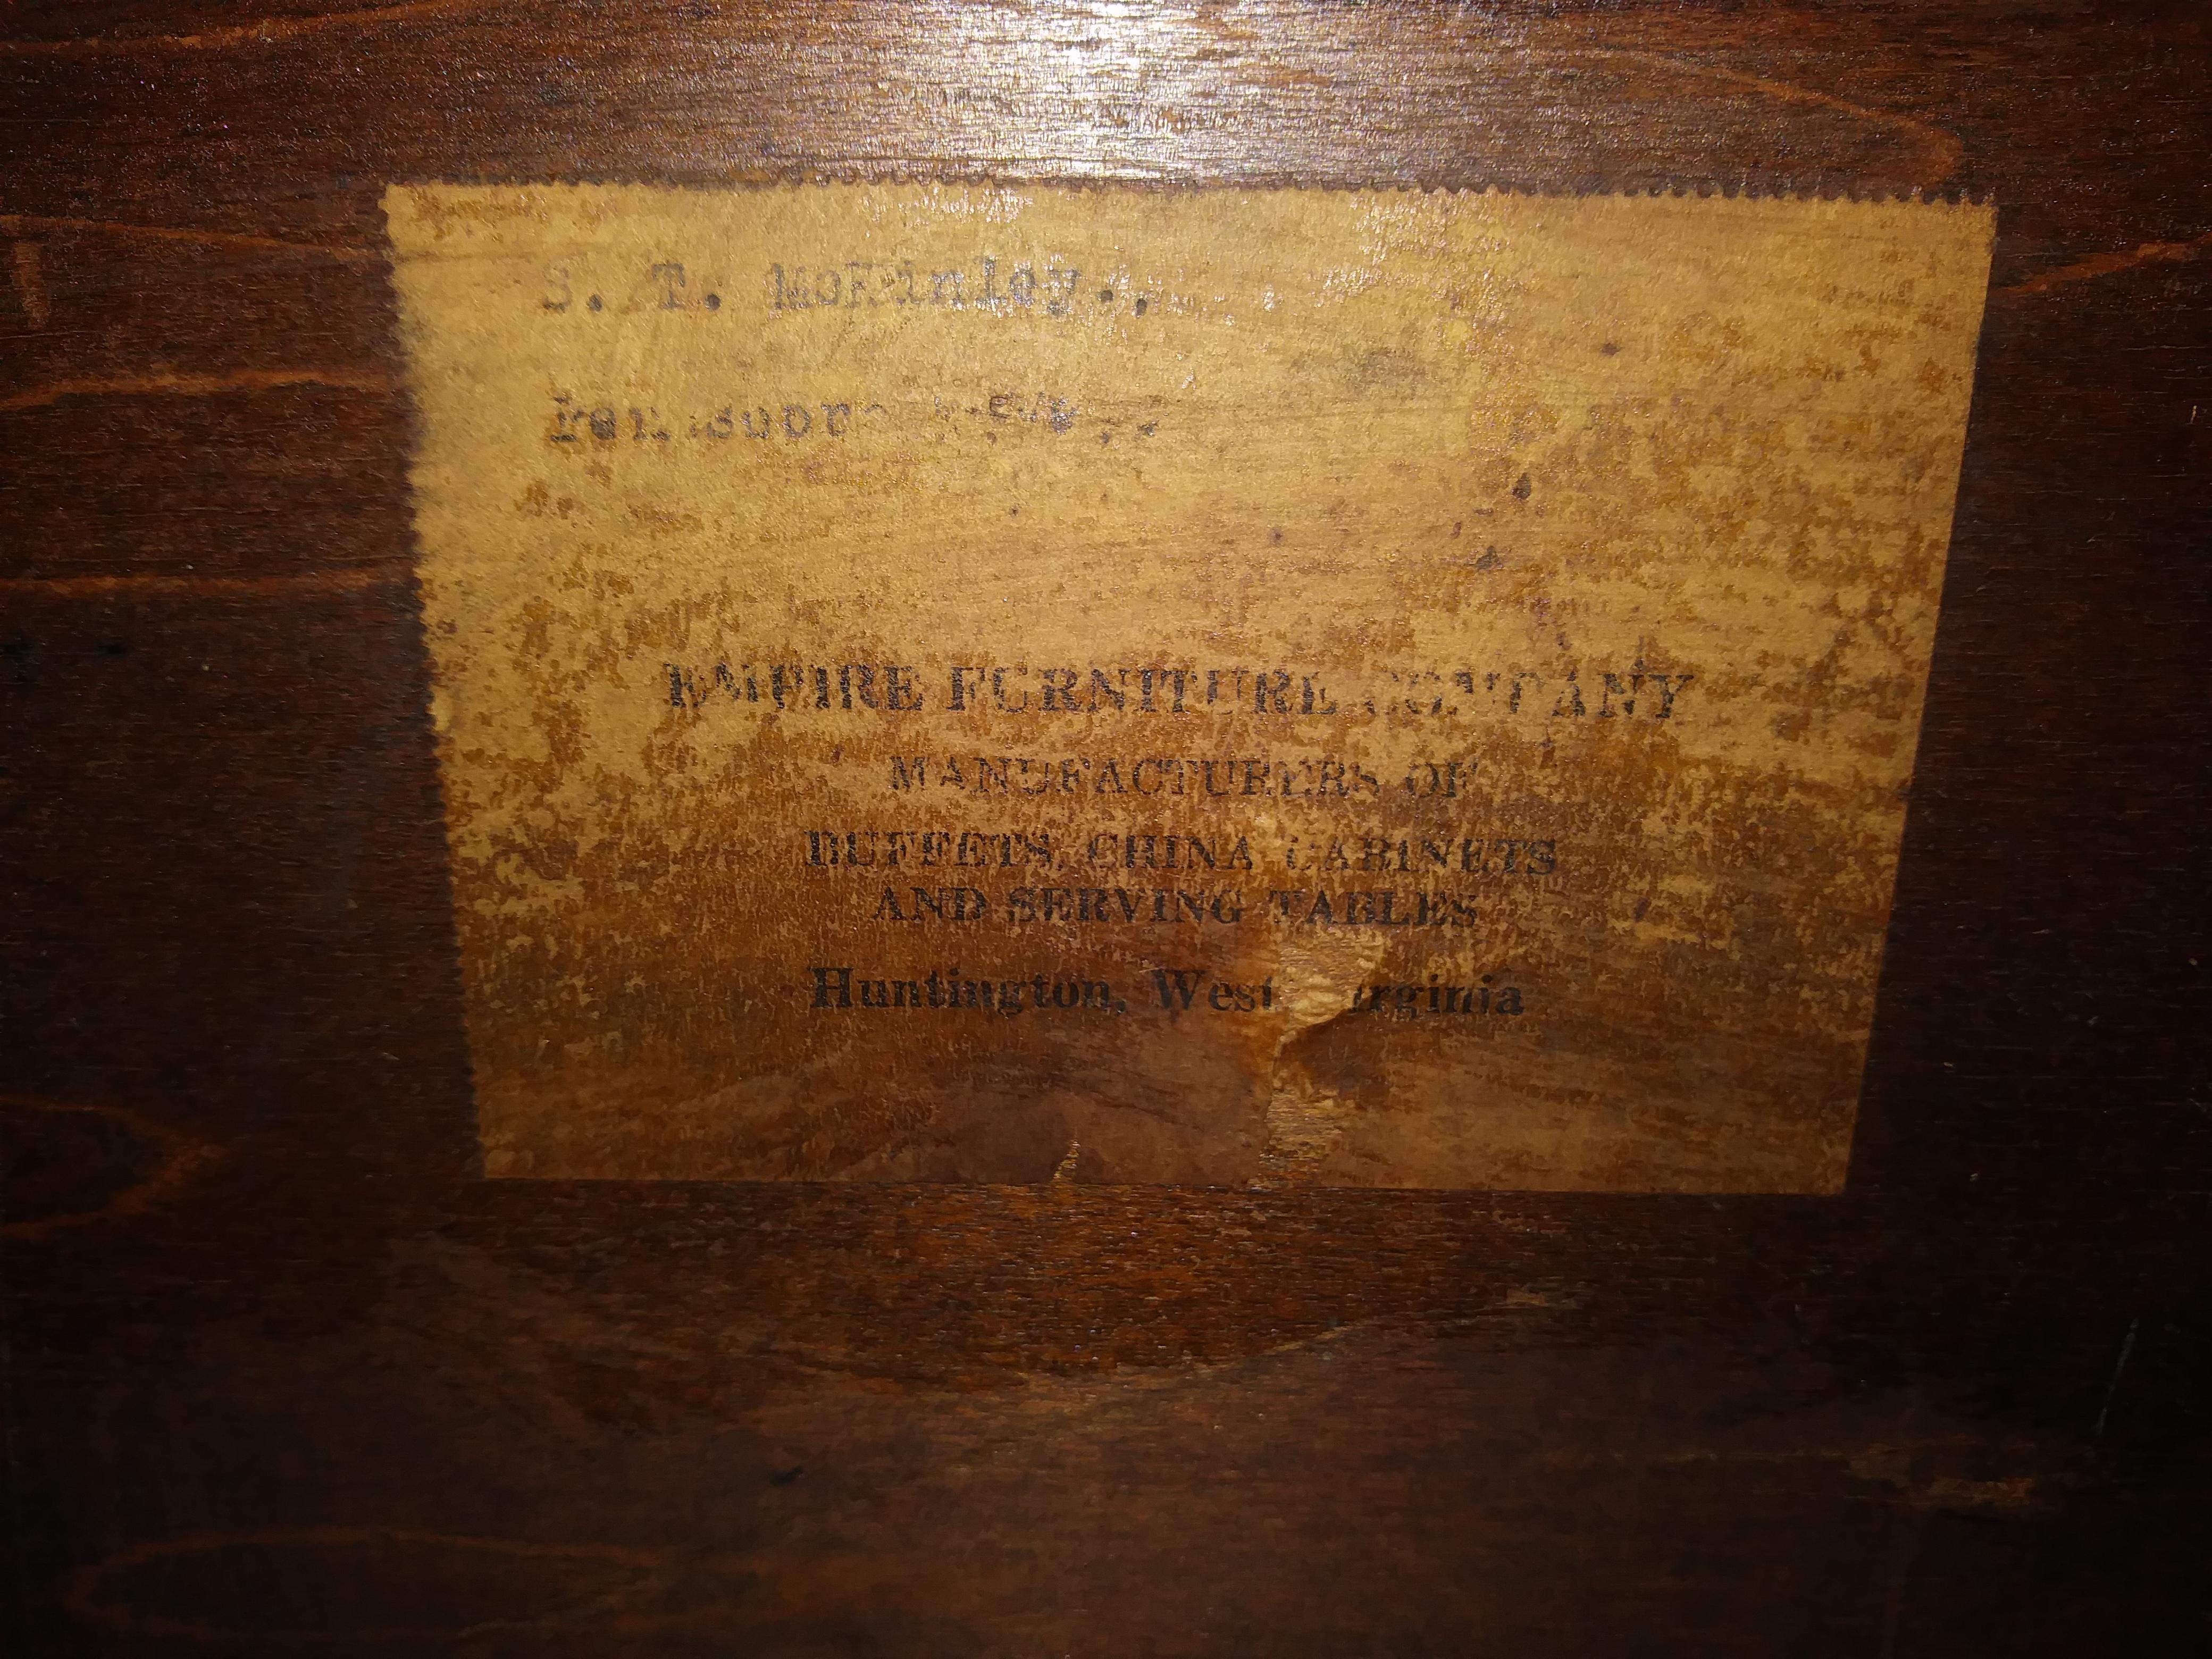 S. T. McKinley.,
EMPIRE FURNITURE COMPANY
MANUFACTURERS OF
BUFFETS, CHINA CABINETS
AND SERVING TABLES
Huntington, West